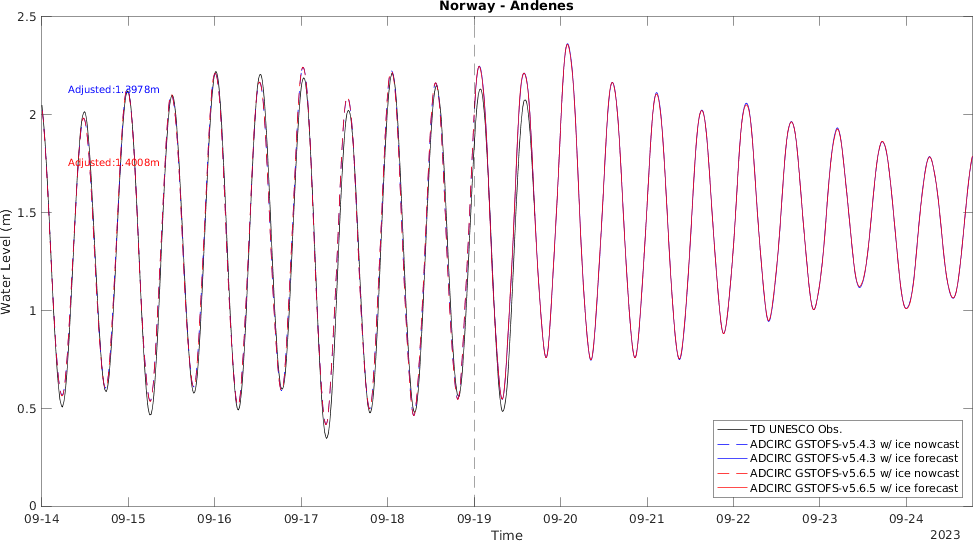 Norway - Andenes
2.5
2
1.5
1
0.5
0
Water Level (m)
Adjusted:1.3978m
Adjusted:1.4008m
TD UNESCO Obs.
ADCIRC GSTOFS-v5.4.3 w/ ice nowcast
ADCIRC GSTOFS-v5.4.3 w/ ice forecast
ADCIRC GSTOFS-v5.6.5 w/ ice nowcast
ADCIRC GSTOFS-v5.6.5 w/ ice forecast
09-14 09-15 09-16 09-17 09-18 09-19 09-20 09-21 09-22 09-23 09-24
Time
2023